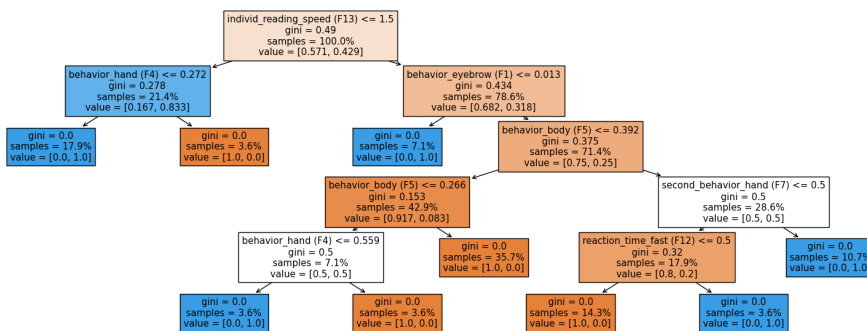 individ_reading_speed (F13) <= 1.5
gini = 0.49
samples = 100.0%
value = [0.571, 0.429]
behavior_hand (F4) <= 0.272
gini = 0.278
samples = 21.4%
value = [0.167, 0.833]
behavior_eyebrow (F1) <= 0.013
gini = 0.434
samples = 78.6%
value = [0.682, 0.318]
gini = 0.0
samples = 17.9%
value = [0.0, 1.0]
gini = 0.0
samples = 3.6%
value = [1.0, 0.0]
gini = 0.0
samples = 7.1%
value = [0.0, 1.0]
behavior_body (F5) <= 0.392
gini = 0.375
samples = 71.4%
value = [0.75, 0.25]
behavior_body (F5) <= 0.266
gini = 0.153
samples = 42.9%
value = [0.917, 0.083]
second_behavior_hand (F7) <= 0.5
gini = 0.5
samples = 28.6%
value = [0.5, 0.5]
behavior_hand (F4) <= 0.559
gini = 0.5
samples = 7.1%
value = [0.5, 0.5]
gini = 0.0
samples = 35.7%
value = [1.0, 0.0]
reaction_time_fast (F12) <= 0.5
gini = 0.32
samples = 17.9%
value = [0.8, 0.2]
gini = 0.0
samples = 10.7%
value = [0.0, 1.0]
gini = 0.0
samples = 3.6%
value = [0.0, 1.0]
gini = 0.0
samples = 3.6%
value = [1.0, 0.0]
gini = 0.0
samples = 14.3%
value = [1.0, 0.0]
gini = 0.0
samples = 3.6%
value = [0.0, 1.0]